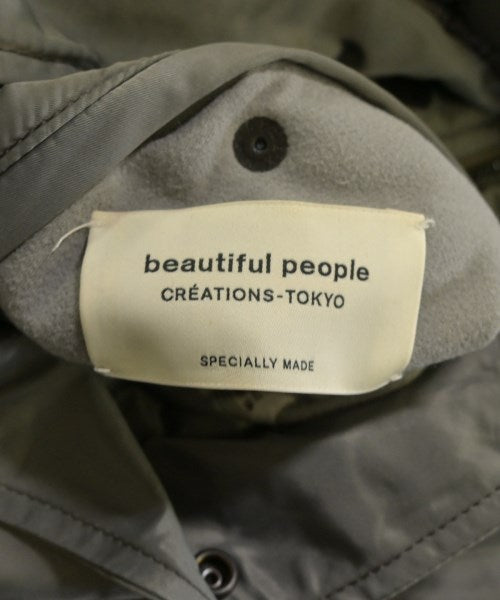 beautiful people
CRÉATIONS-TOKYO
SPECIALLY MADE